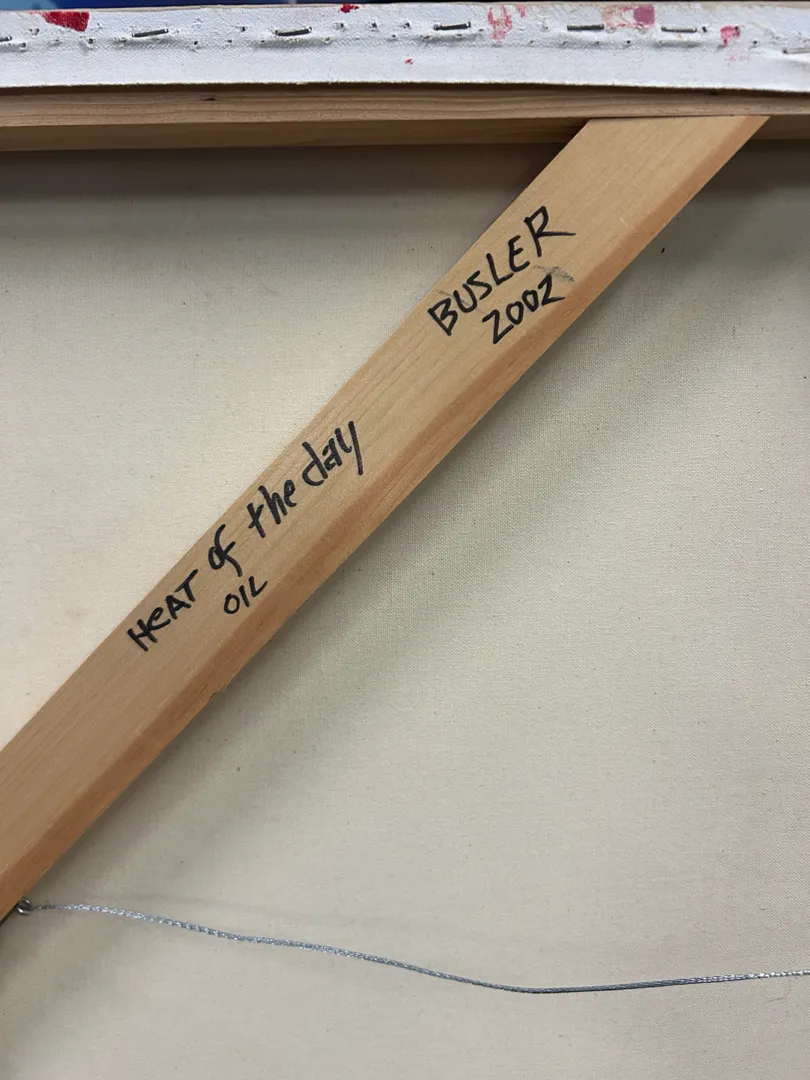 BUSLER
2002
HeAT of the day
OIL